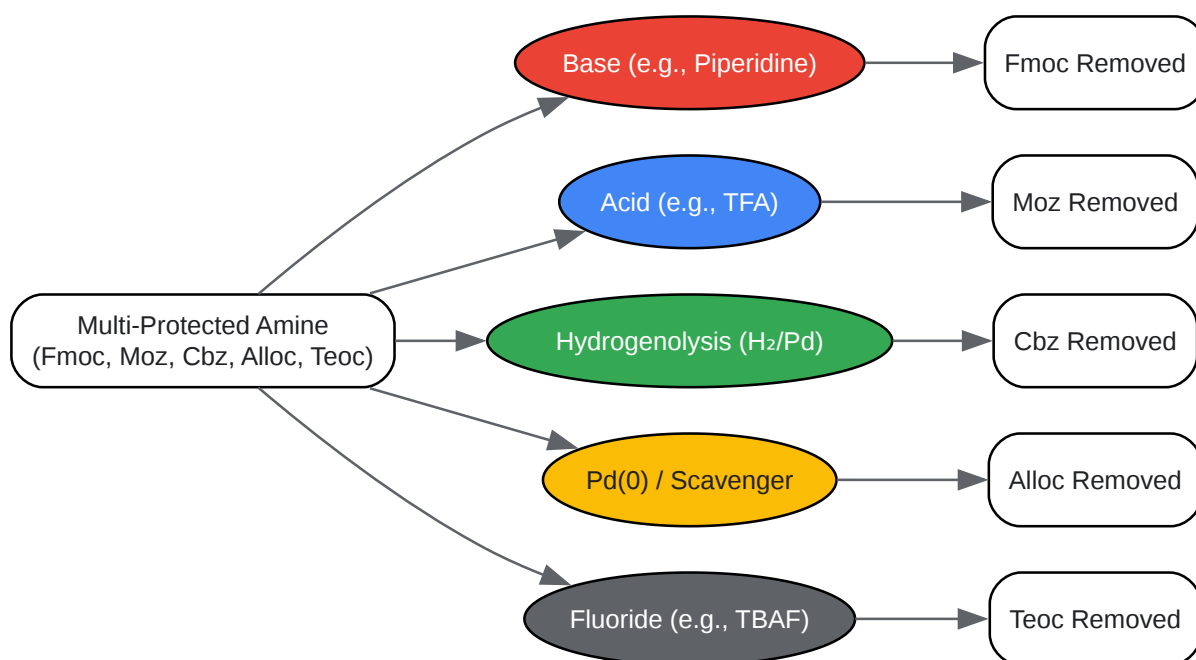 Base (e.g., Piperidine)
Fmoc Removed
Acid (e.g., TFA)
Moz Removed
Multi-Protected Amine
(Fmoc, Moz, Cbz, Alloc, Teoc)
Hydrogenolysis (H₂/Pd)
Cbz Removed
Pd(0) / Scavenger
Alloc Removed
Fluoride (e.g., TBAF)
Teoc Removed